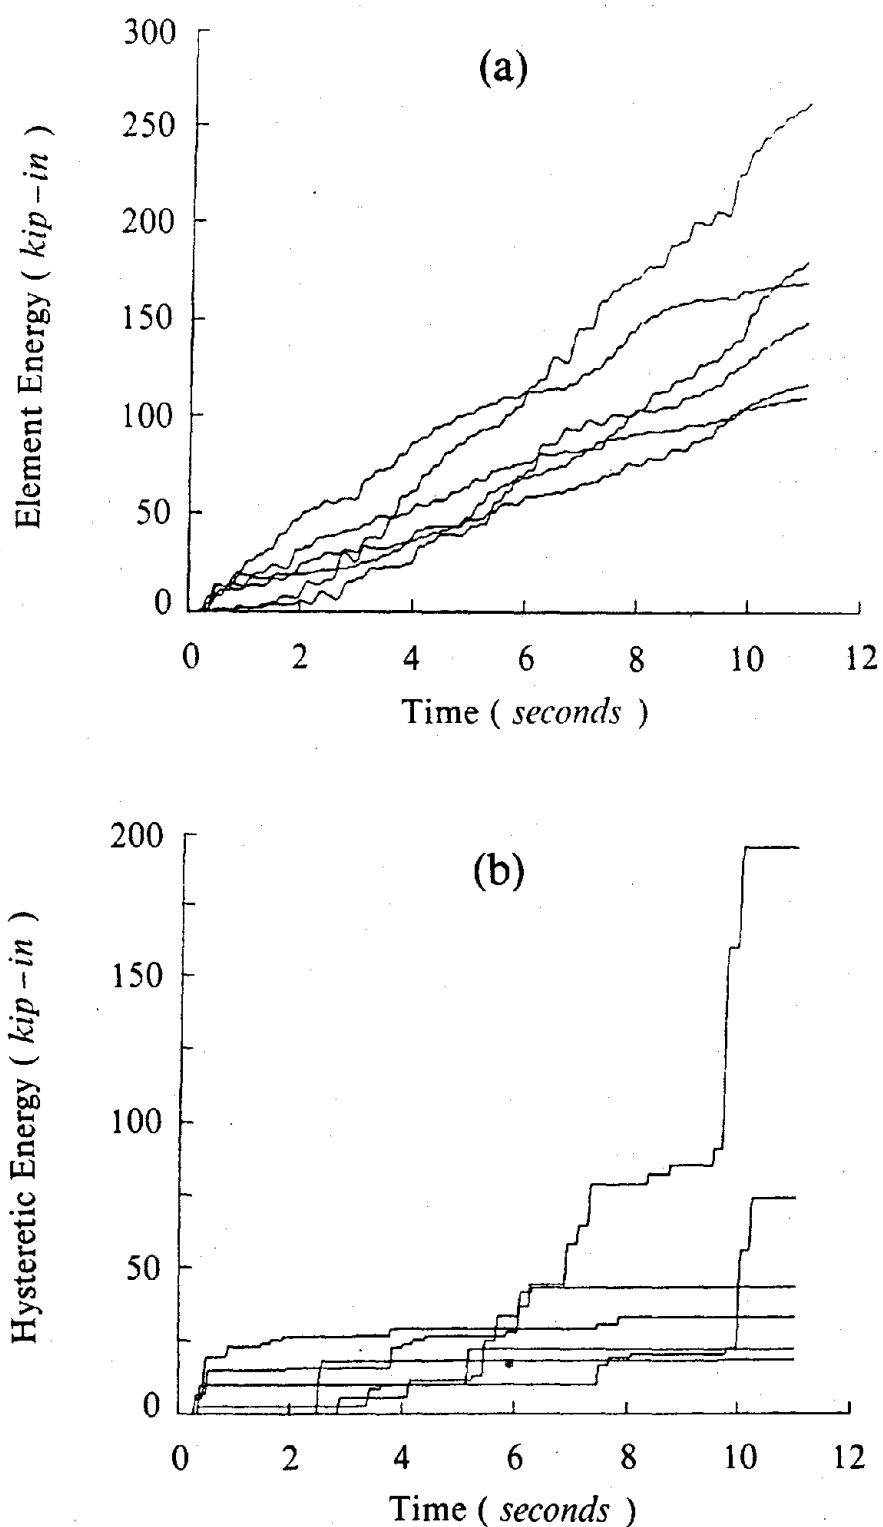 (a)
300
250
200
150
100
50
0
Element Energy ( kip – in )
0 2 4 6 8 10 12
Time ( seconds )
(b)
200
150
100
50
0
Hysteretic Energy ( kip – in )
0 2 4 6 8 10 12
Time ( seconds )